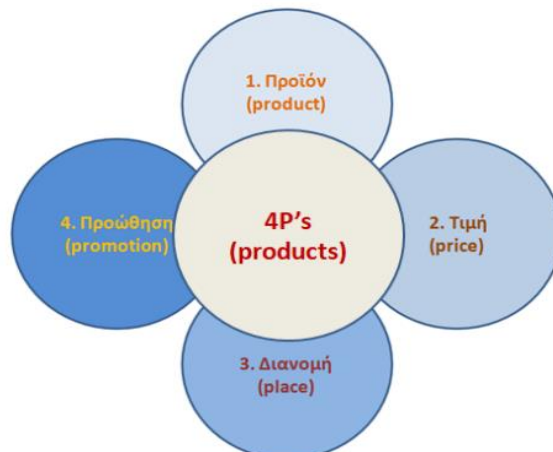 1. Προϊόν
(product)
4. Προώθηση
(promotion)
4P's
(products)
2. Τιμή
(price)
3. Διανομή
(place)